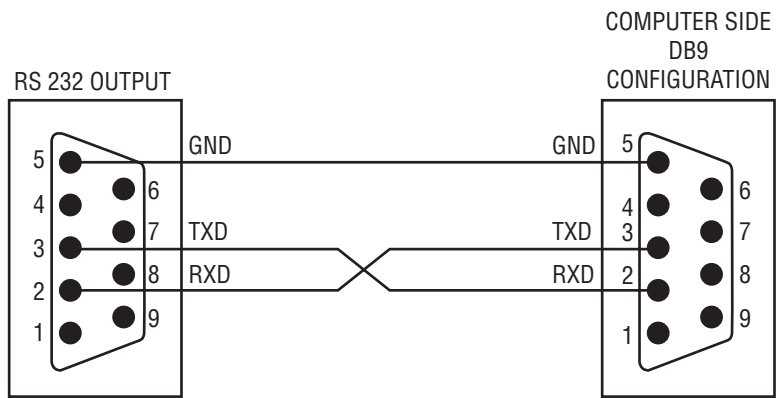 COMPUTER SIDE
DB9
CONFIGURATION
RS 232 OUTPUT
GND
GND
TXD
TXD
RXD
RXD
5
4
3
2
1
6
7
8
9
5
4
3
2
1
6
7
8
9